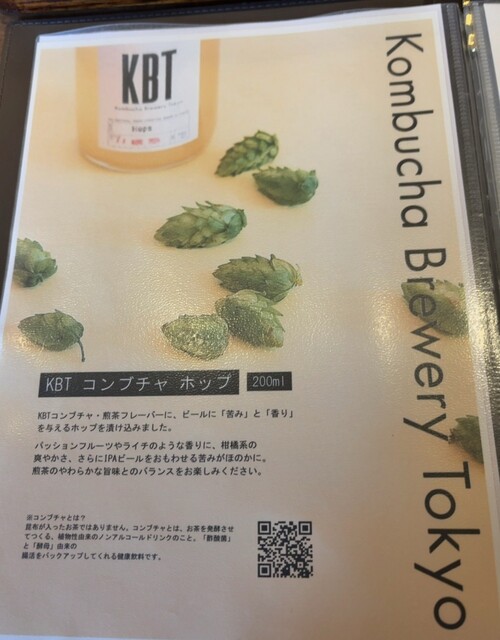 KBT
Kombucha Brewery Tokyo
hops
Kombucha Brewery Tokyo
KBT コンブチャ ホップ
200ml
KBTコンブチャ・煎茶フレーバーに、ビールに「苦み」と「香り」
を与えるホップを漬け込みました。
パッションフルーツやライチのような香りに、柑橘系の
爽やかさ、さらにIPAビールをおもわせる苦みがほのかに。
煎茶のやわらかな旨味とのバランスをお楽しみください。
※コンブチャとは？
昆布が入ったお茶ではありません。コンブチャとは、お茶を発酵させ
てつくる、植物性由来のノンアルコールドリンクのこと。「酢酸菌」
と「酵母」由来の
腸活をバックアップしてくれる健康飲料です。